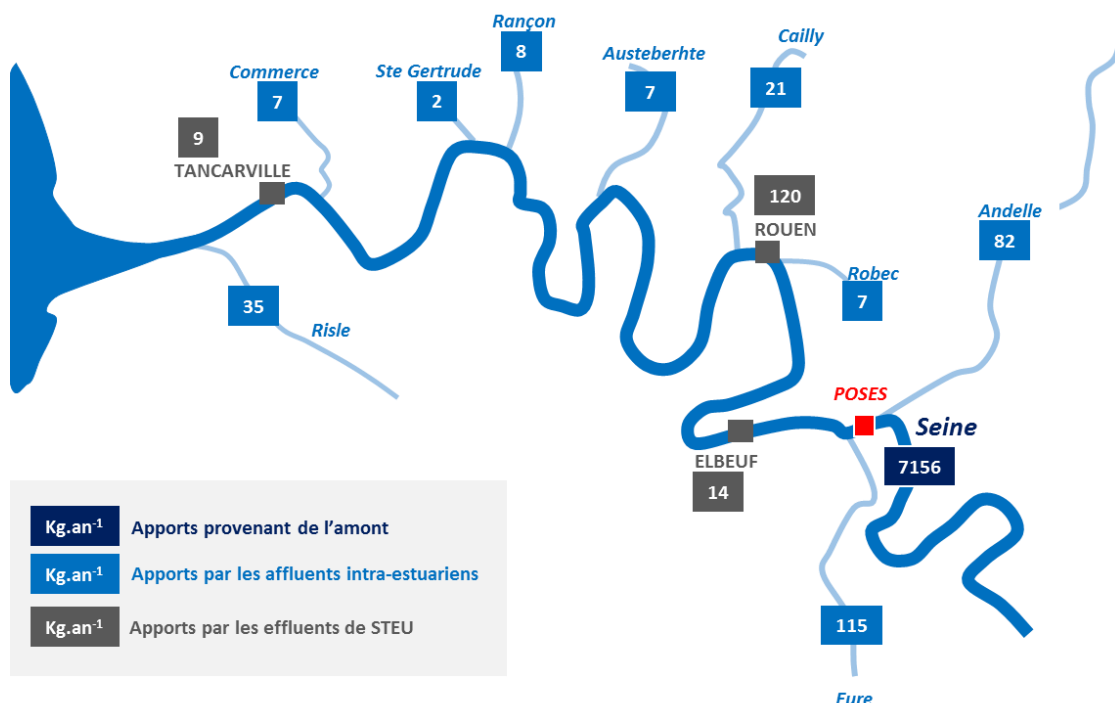 Rançon
8
Cailly
Austeberhte
Ste Gertrude
Commerce
7
2
7
21
9
TANCARVILLE
120
ROUEN
Andelle
82
Robec
7
35
Risle
POSES
Seine
7156
ELBEUF
14
Kg.an⁻¹ Apports provenant de l’amont
Kg.an⁻¹ Apports par les affluents intra-estuariens
Kg.an⁻¹ Apports par les effluents de STEU
115
Eure